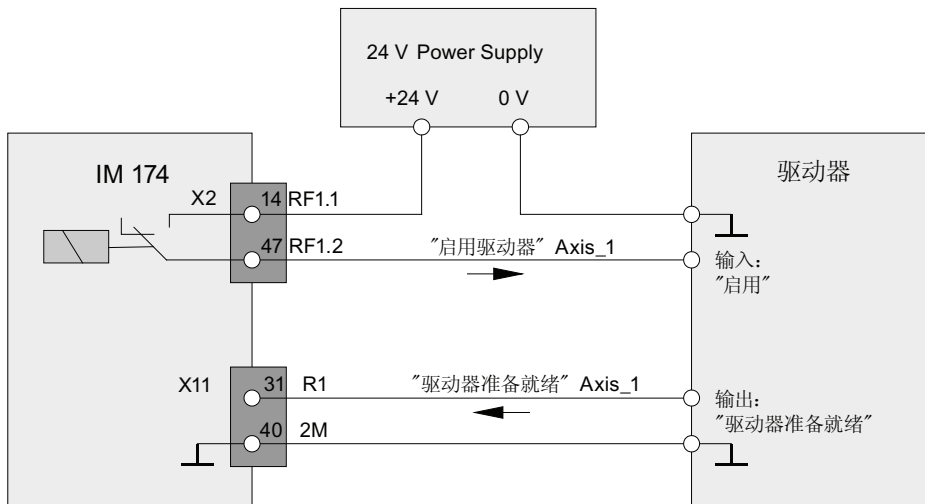 24 V Power Supply
+24 V 0 V
IM 174
驱动器
X2 14 RF1.1
47 RF1.2 "启用驱动器" Axis_1
输入：
"启用"
X11 31 R1 "驱动器准备就绪" Axis_1
输出：
"驱动器准备就绪"
40 2M